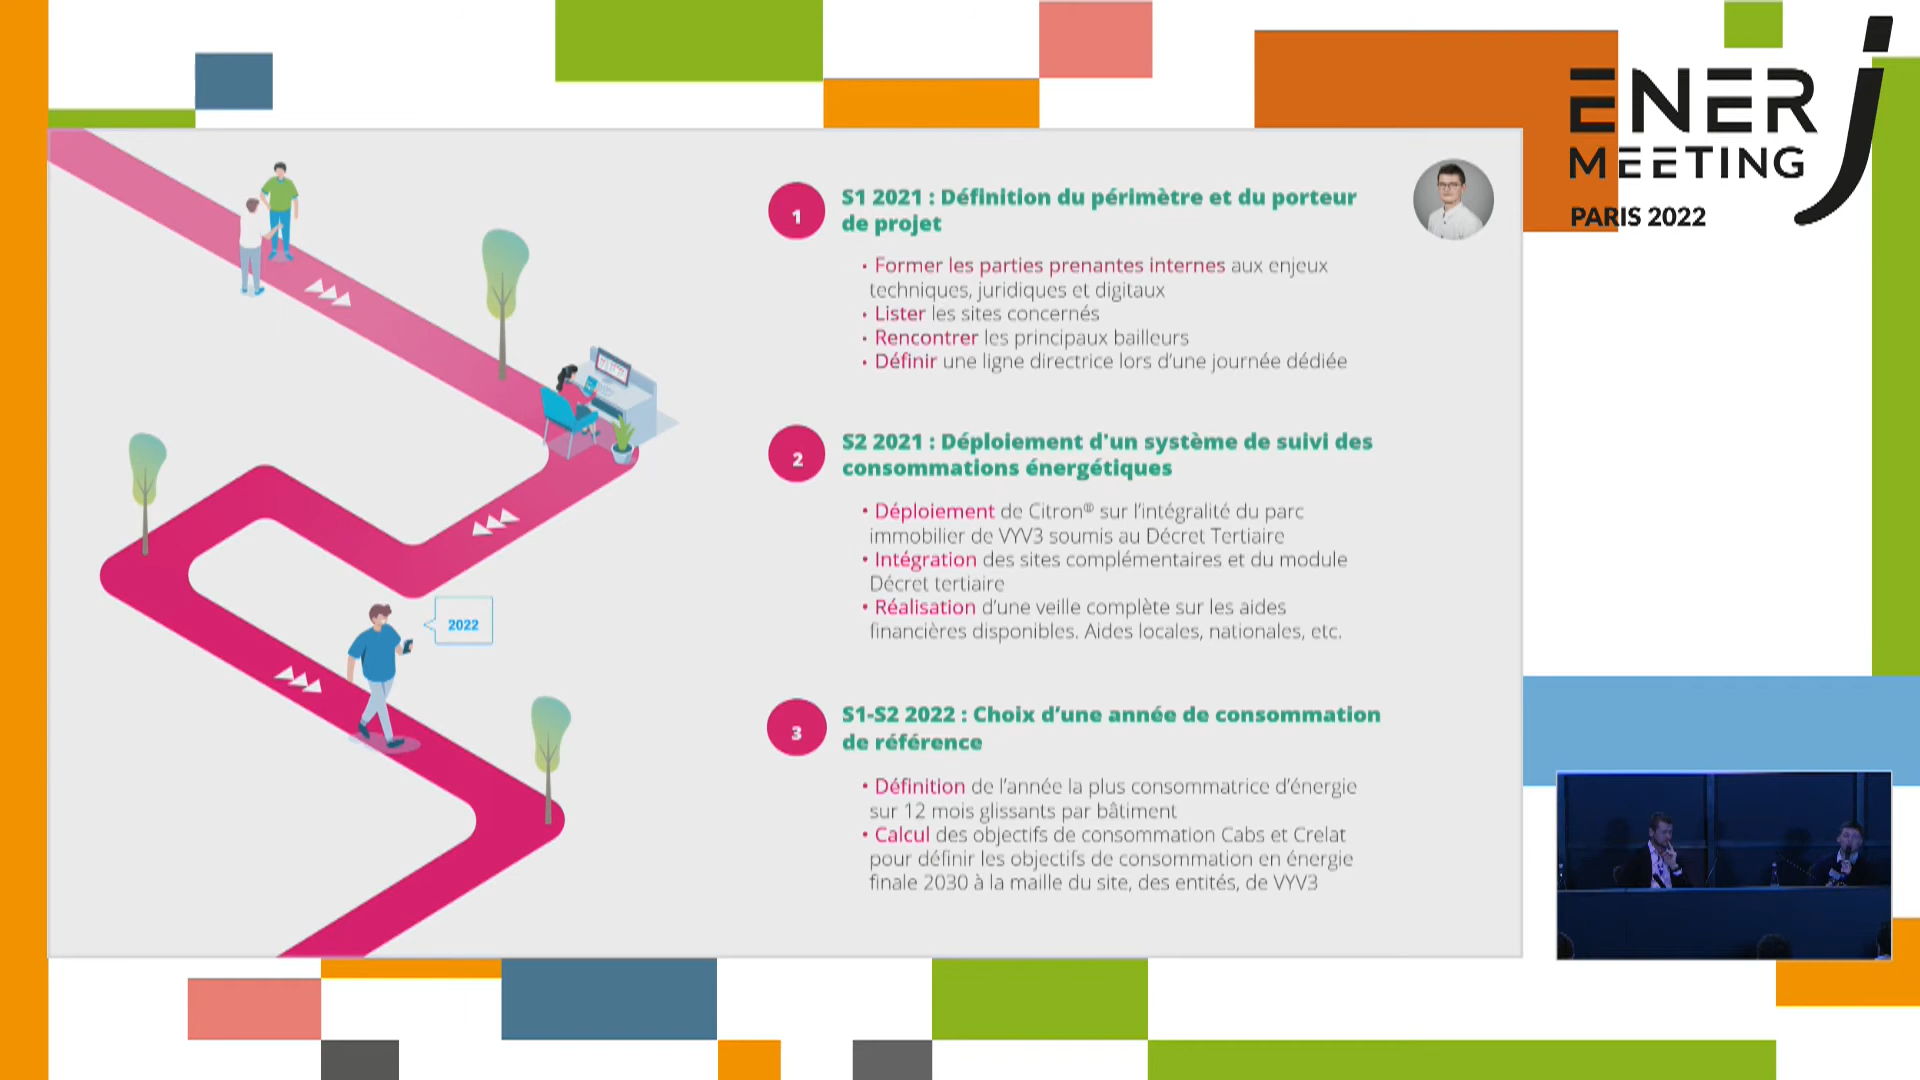 ENER J
MEETING
PARIS 2022
1
S1 2021 : Définition du périmètre et du porteur
de projet
• Former les parties prenantes internes aux enjeux
techniques, juridiques et digitaux
• Lister les sites concernés
• Rencontrer les principaux bailleurs
• Définir une ligne directrice lors d'une journée dédiée
2
S2 2021 : Déploiement d'un système de suivi des
consommations énergétiques
• Déploiement de Citron® sur l'intégralité du parc
immobilier de VYV3 soumis au Décret Tertiaire
• Intégration des sites complémentaires et du module
Décret tertiaire
• Réalisation d'une veille complète sur les aides
financières disponibles. Aides locales, nationales, etc.
2022
3
S1-S2 2022 : Choix d'une année de consommation
de référence
• Définition de l'année la plus consommatrice d'énergie
sur 12 mois glissants par bâtiment
• Calcul des objectifs de consommation Cabs et Crelat
pour définir les objectifs de consommation en énergie
finale 2030 à la maille du site, des entités, de VYV3